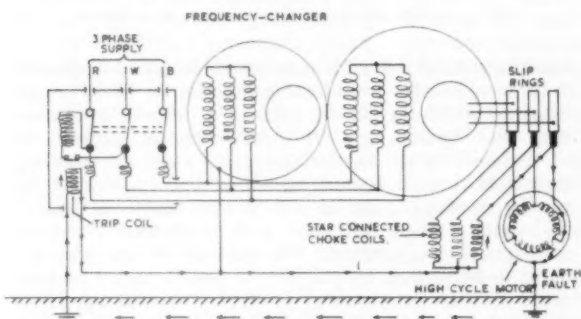 FREQUENCY-CHANGER
3 PHASE
SUPPLY
R W B
SLIP
RINGS
TRIP COIL
STAR CONNECTED
CHOKE COILS.
EARTH
FAULT
HIGH CYCLE MOTOR